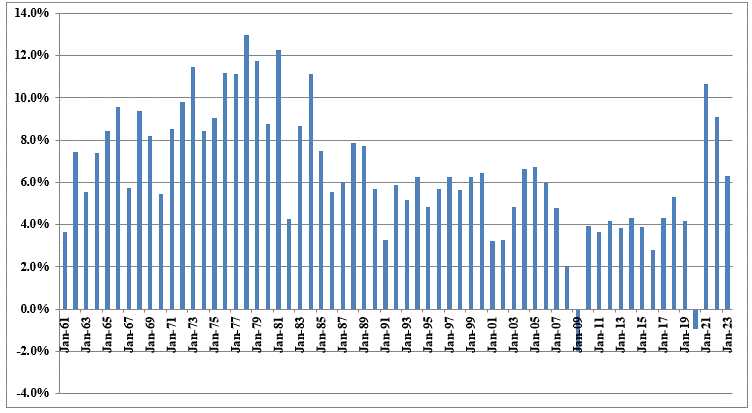 14.0%
12.0%
10.0%
8.0%
6.0%
4.0%
2.0%
0.0%
-2.0%
-4.0%
Jan-61
Jan-63
Jan-65
Jan-67
Jan-69
Jan-71
Jan-73
Jan-75
Jan-77
Jan-79
Jan-81
Jan-83
Jan-85
Jan-87
Jan-89
Jan-91
Jan-93
Jan-95
Jan-97
Jan-99
Jan-01
Jan-03
Jan-05
Jan-07
Jan-09
Jan-11
Jan-13
Jan-15
Jan-17
Jan-19
Jan-21
Jan-23